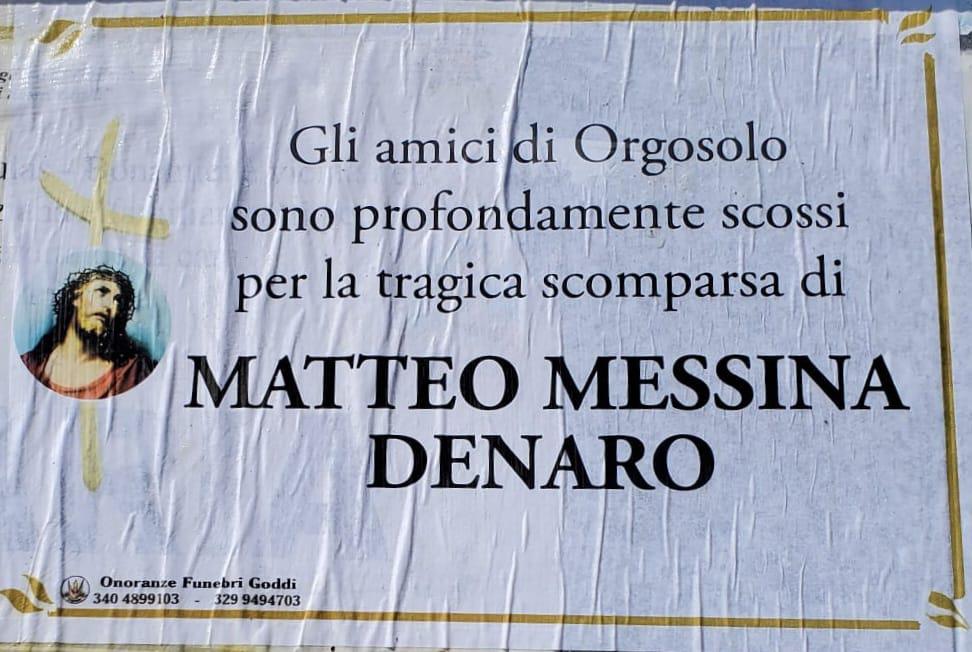 Gli amici di Orgosolo
sono profondamente scossi
per la tragica scomparsa di
MATTEO MESSINA
DENARO
Onoranze Funebri Goddi
340 4899103 - 329 9494703